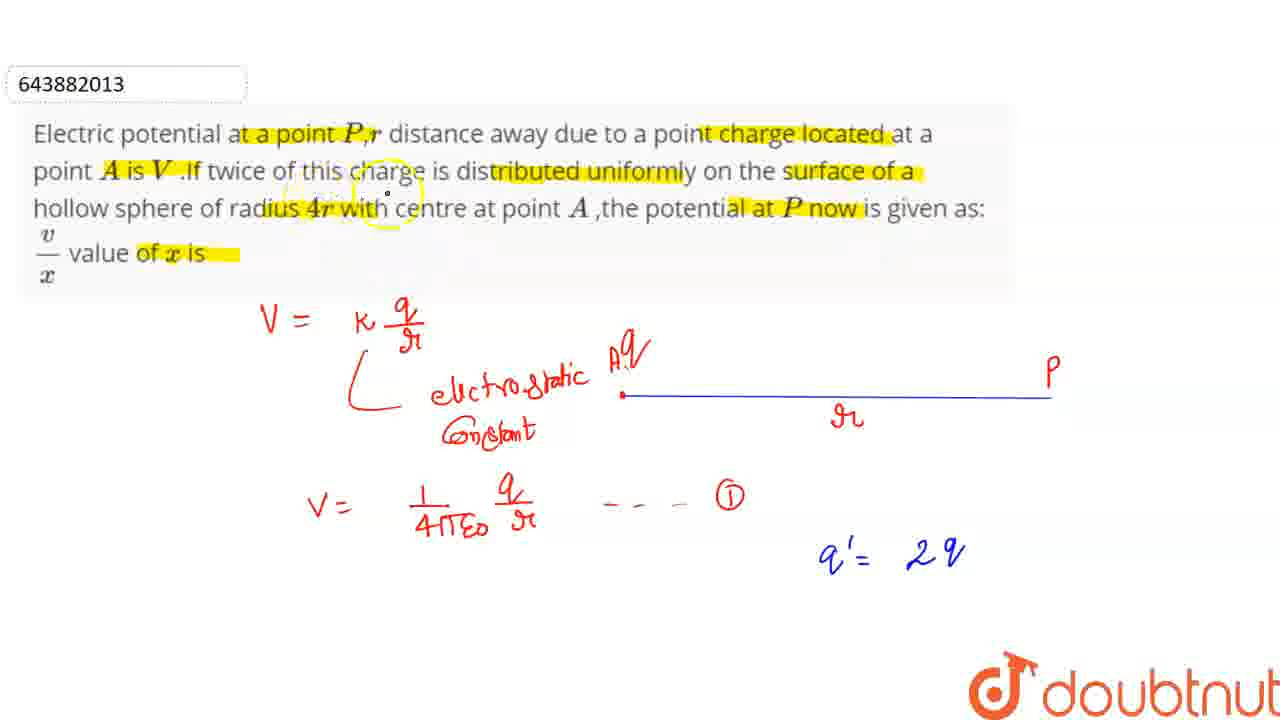 643882013
Electric potential at a point P,r distance away due to a point charge located at a
point A is V .If twice of this charge is distributed uniformly on the surface of a
hollow sphere of radius 4r with centre at point A ,the potential at P now is given as:
v/x value of x is
V = K q/r
electrostatic
constant
A. q
P
r
V = 1/4πε0 q/r ---- ①
q' = 2q
doubtnut